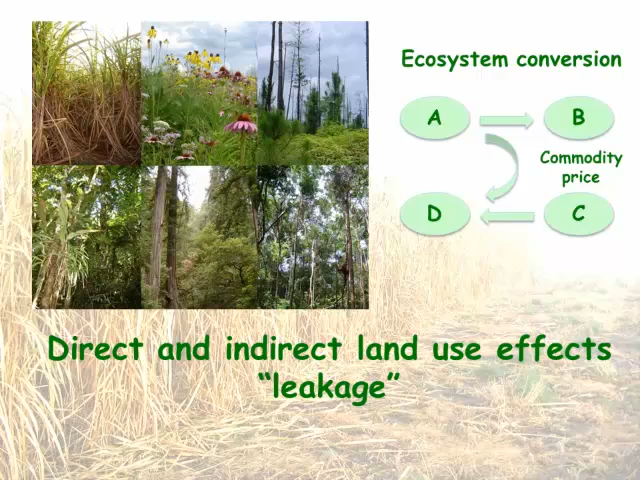 Ecosystem conversion
A
B
Commodity
price
D
C
Direct and indirect land use effects
“leakage”